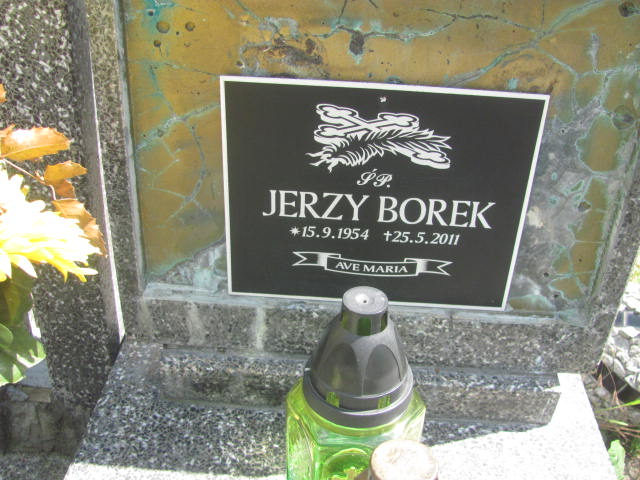 Ś.P.
JERZY BOREK
*15.9.1954 †25.5.2011
AVE MARIA